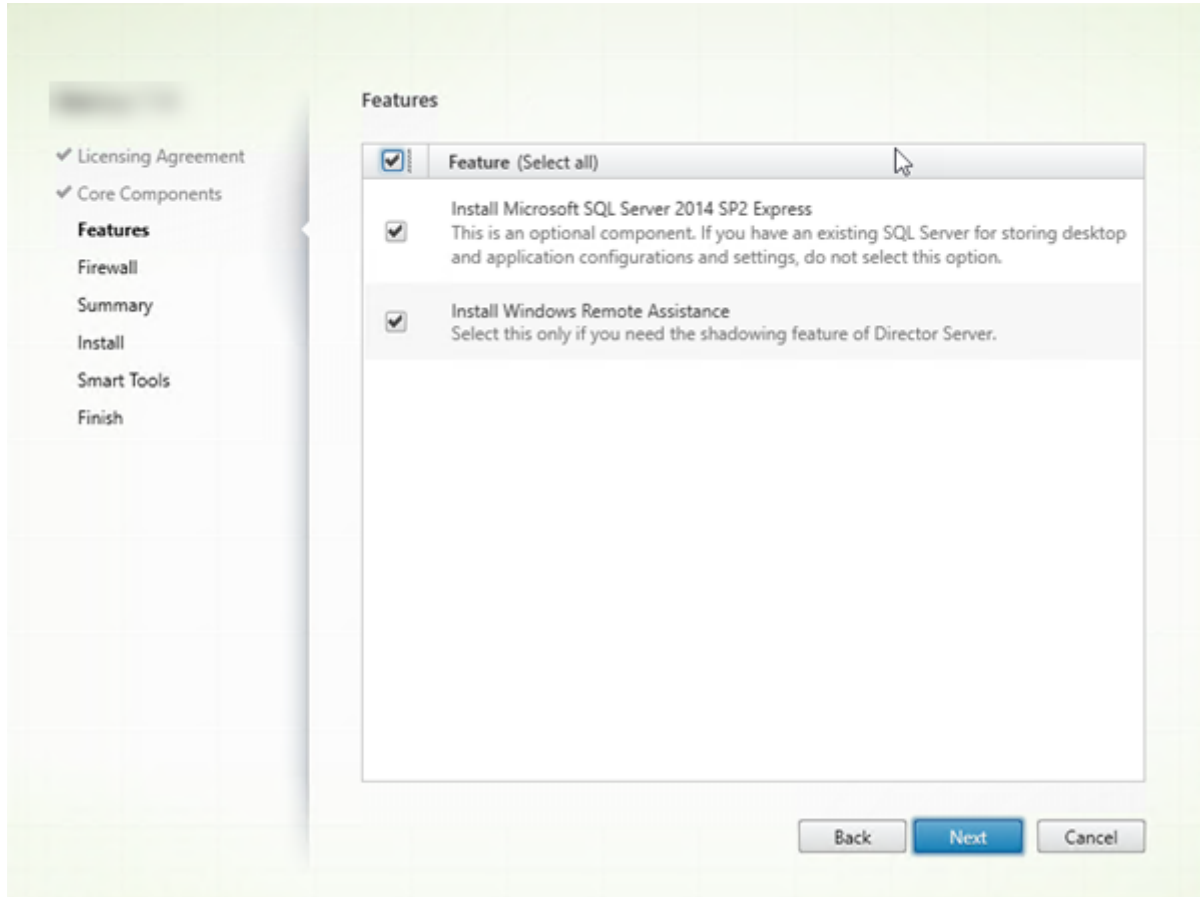 Features
Licensing Agreement
Core Components
Features
Firewall
Summary
Install
Smart Tools
Finish
Feature (Select all)
Install Microsoft SQL Server 2014 SP2 Express
This is an optional component. If you have an existing SQL Server for storing desktop
and application configurations and settings, do not select this option.
Install Windows Remote Assistance
Select this only if you need the shadowing feature of Director Server.
Back
Next
Cancel